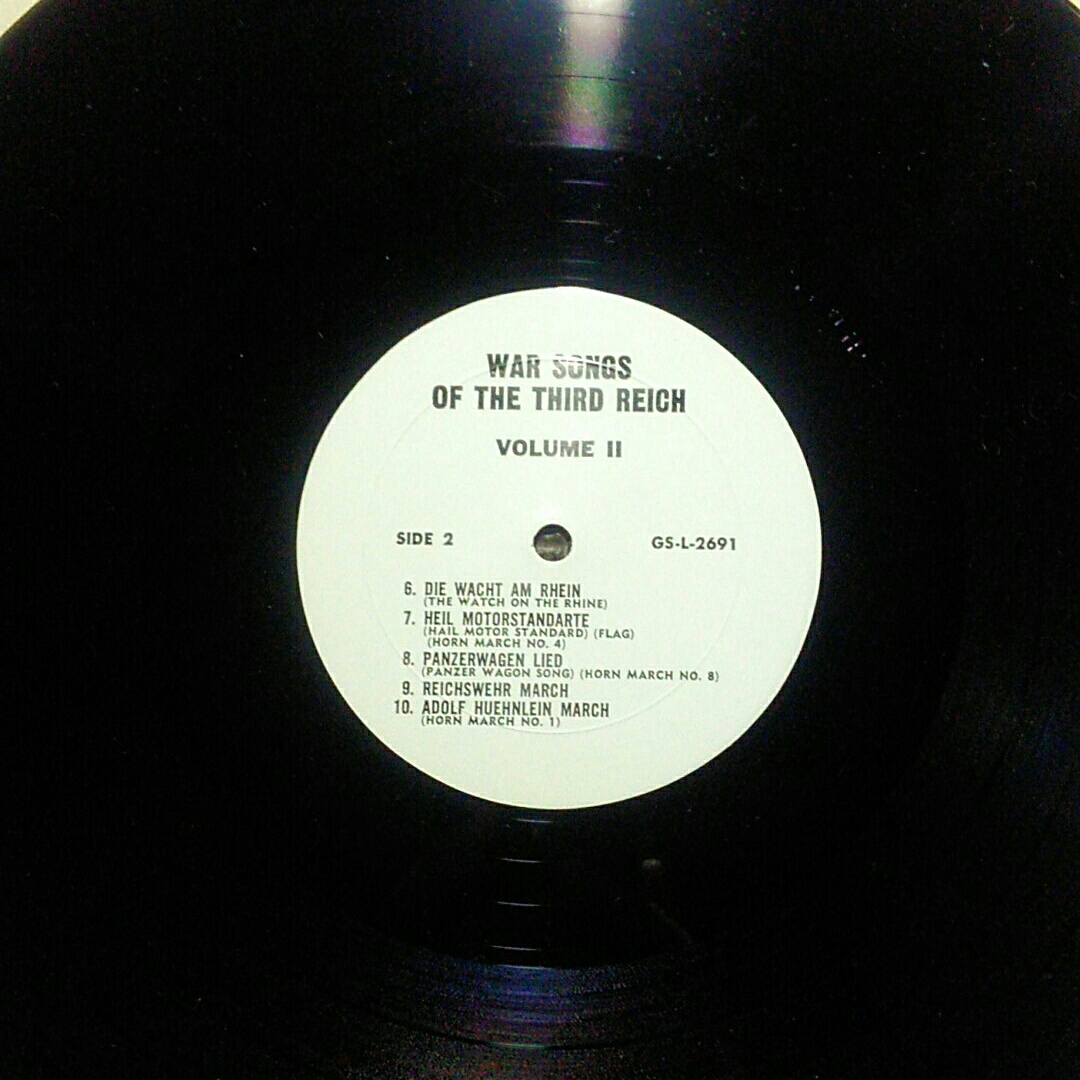 WAR SONGS
OF THE THIRD REICH
VOLUME II
SIDE 2
GS-L-2691
6. DIE WACHT AM RHEIN
(THE WATCH ON THE RHINE)
7. HEIL MOTORSTANDARTE
(HAIL MOTOR STANDARD) (FLAG)
(HORN MARCH NO. 4)
8. PANZERWAGEN LIED
(PANZER WAGON SONG) (HORN MARCH NO. 8)
9. REICHSWEHR MARCH
10. ADOLF HUEHNLEIN MARCH
(HORN MARCH NO. 1)